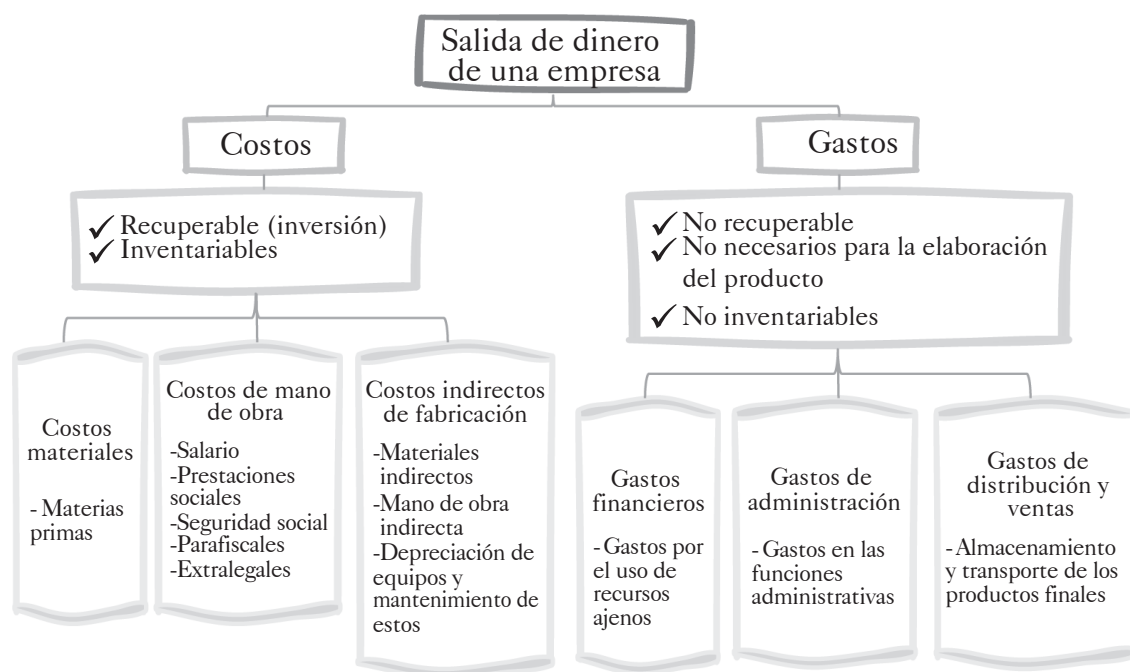 Salida de dinero
de una empresa
Costos
Gastos
✓ Recuperable (inversión)
✓ Inventariables
✓ No recuperable
✓ No necesarios para la elaboración
del producto
✓ No inventariables
Costos
materiales
- Materias
primas
Costos de mano
de obra
-Salario
-Prestaciones
sociales
-Seguridad social
-Parafiscales
-Extralegales
Costos indirectos
de fabricación
-Materiales
indirectos
-Mano de obra
indirecta
-Depreciación de
equipos y
mantenimiento de
estos
Gastos
financieros
- Gastos por
el uso de
recursos
ajenos
Gastos de
administración
- Gastos en las
funciones
administrativas
Gastos de
distribución y
ventas
-Almacenamiento
y transporte de los
productos finales